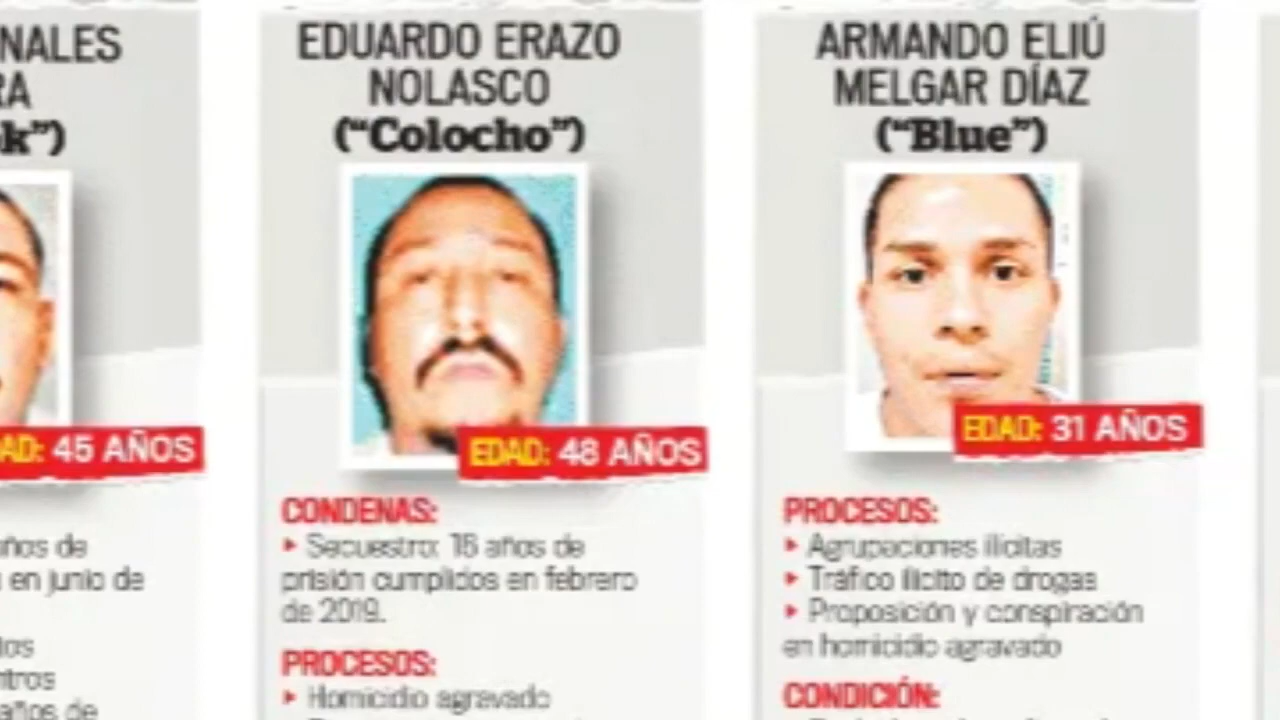 NALES
RA
k”)
DAD: 45 AÑOS
años de
en junio de
tos
ntros
años de
EDUARDO ERAZO
NOLASCO
(“Colocho”)
EDAD: 48 AÑOS
CONDENAS:
▸ Secuestro: 16 años de
prisión cumplidos en febrero
de 2019.
PROCESOS:
▸ Homicidio agravado
ARMANDO ELIÚ
MELGAR DÍAZ
(“Blue”)
EDAD: 31 AÑOS
PROCESOS:
▸ Agrupaciones ilícitas
▸ Tráfico ilícito de drogas
▸ Proposición y conspiración
en homicidio agravado
CONDICIÓN: